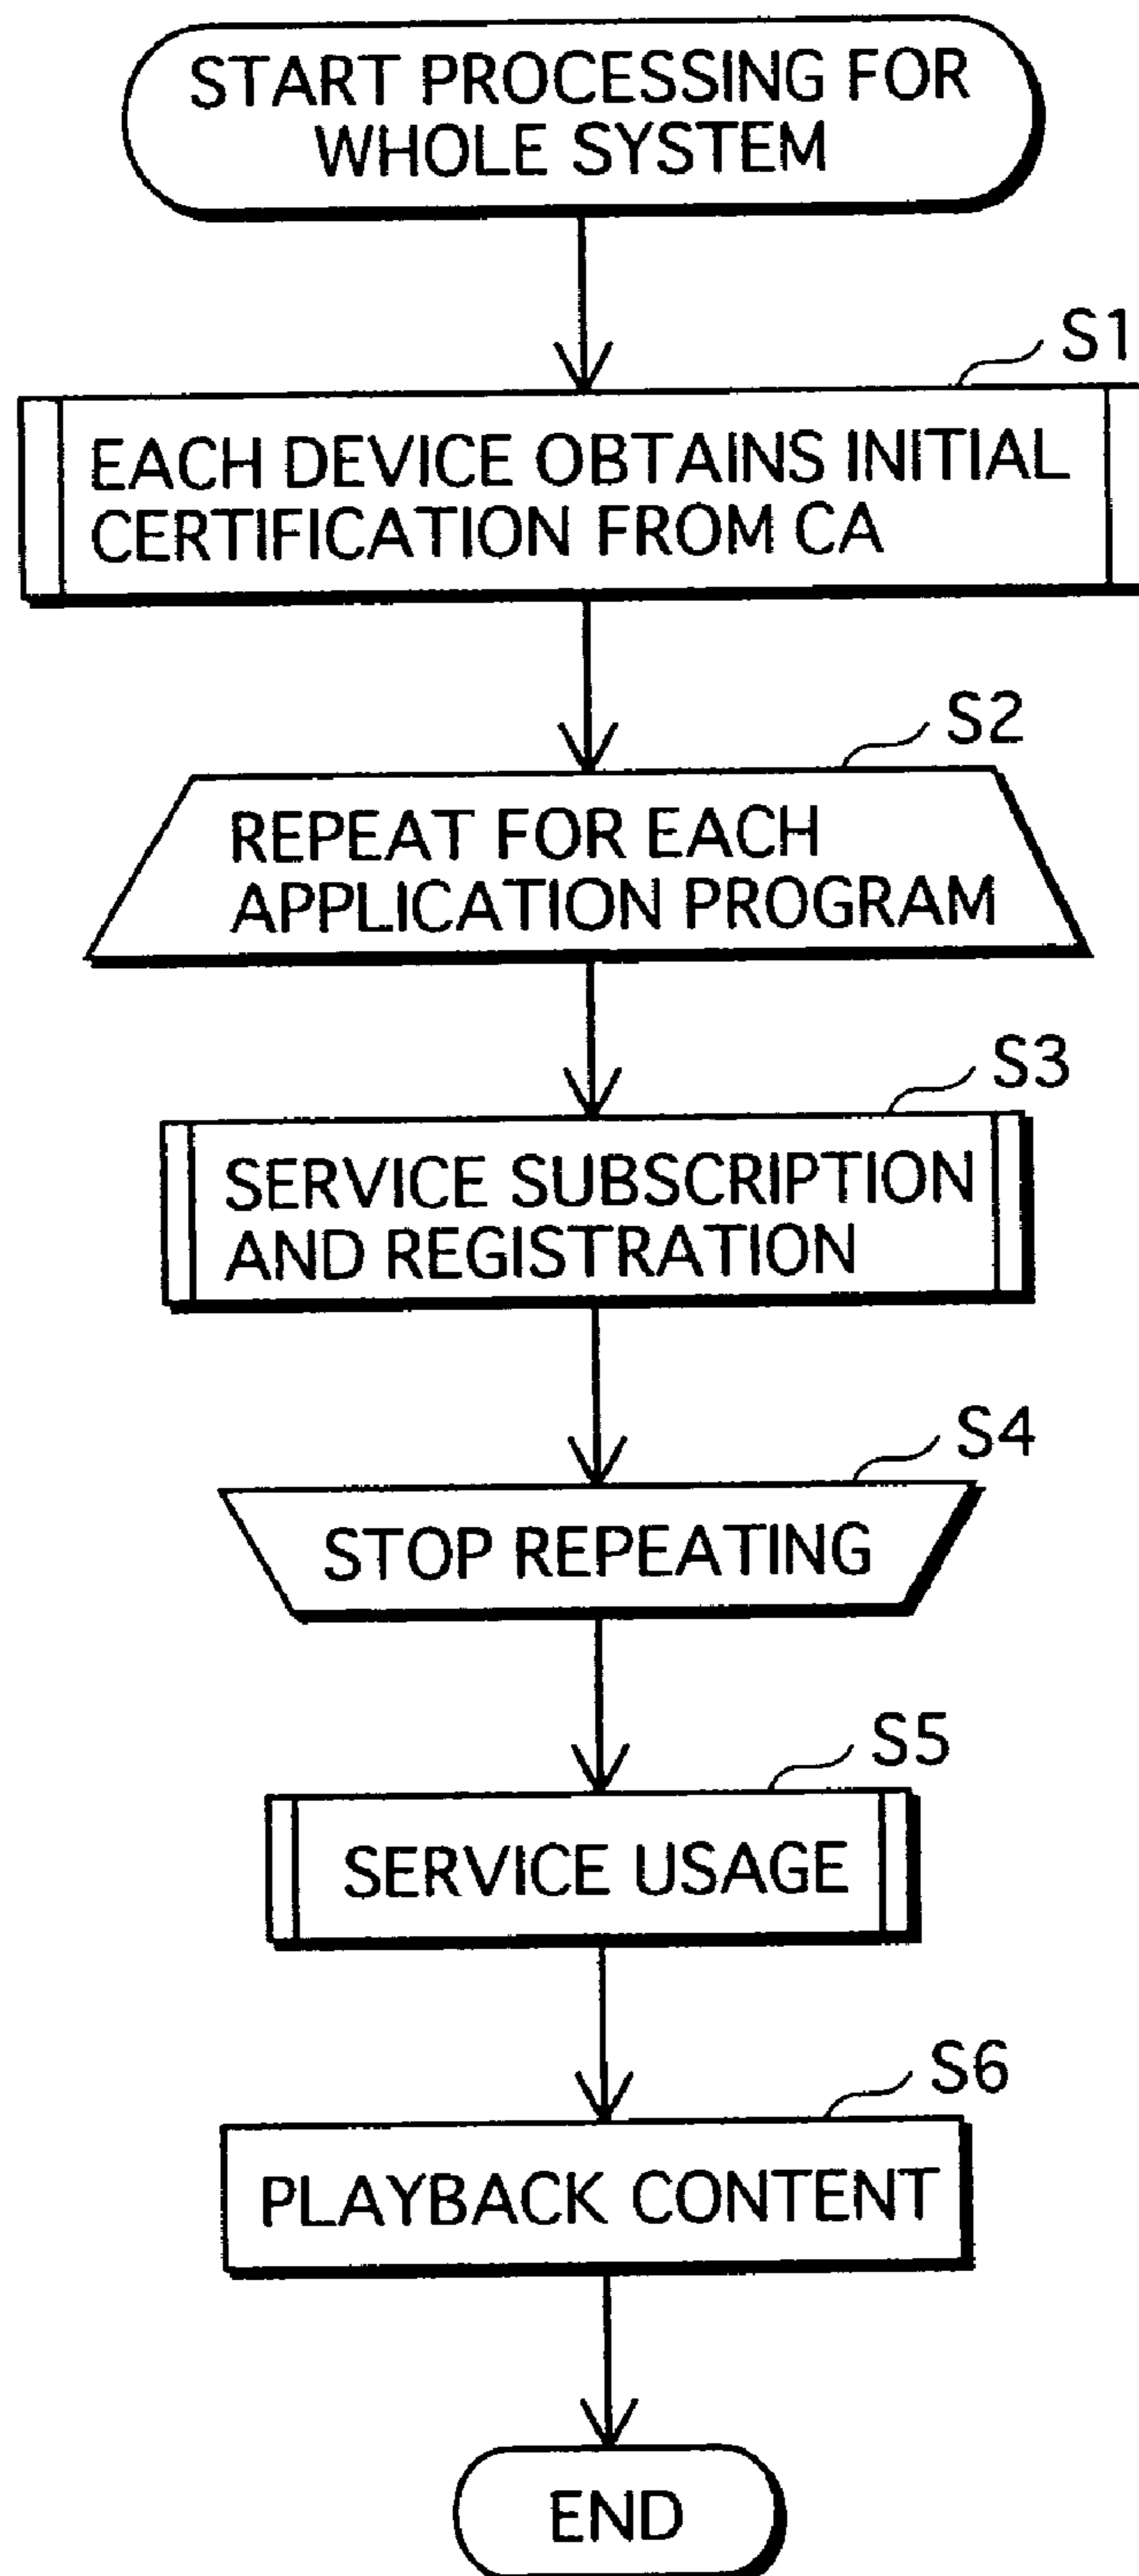 START PROCESSING FOR
WHOLE SYSTEM
S1
EACH DEVICE OBTAINS INITIAL
CERTIFICATION FROM CA
S2
REPEAT FOR EACH
APPLICATION PROGRAM
S3
SERVICE SUBSCRIPTION
AND REGISTRATION
S4
STOP REPEATING
S5
SERVICE USAGE
S6
PLAYBACK CONTENT
END